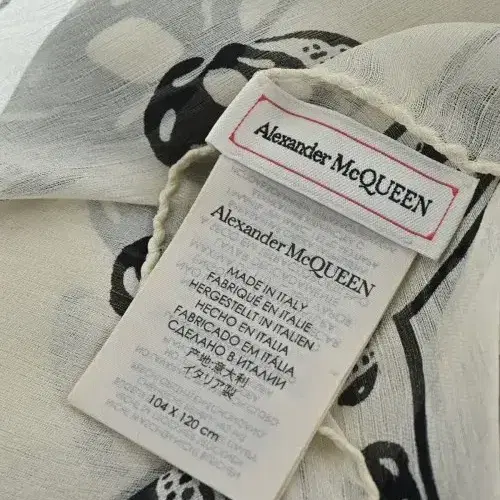 Alexander McQUEEN
Alexander McQUEEN
MADE IN ITALY
FABRIQUÉ EN ITALIE
HERGESTELLT IN ITALIEN
HECHO EN ITALIA
FABRICADO EM ITÁLIA
СДЕЛАНО В ИТАЛИИ
产地意大利
イタリア製
104 x 120 cm